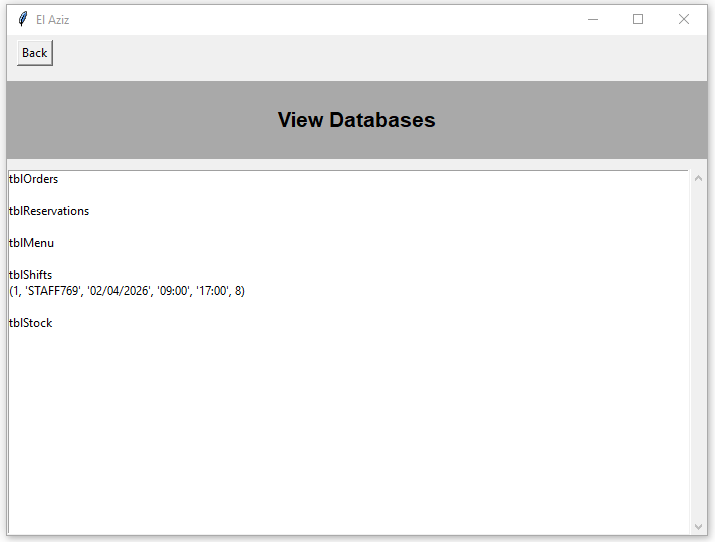 El Aziz
Back
View Databases
tblOrders
tblReservations
tblMenu
tblShifts
(1, 'STAFF769', '02/04/2026', '09:00', '17:00', 8)
tblStock